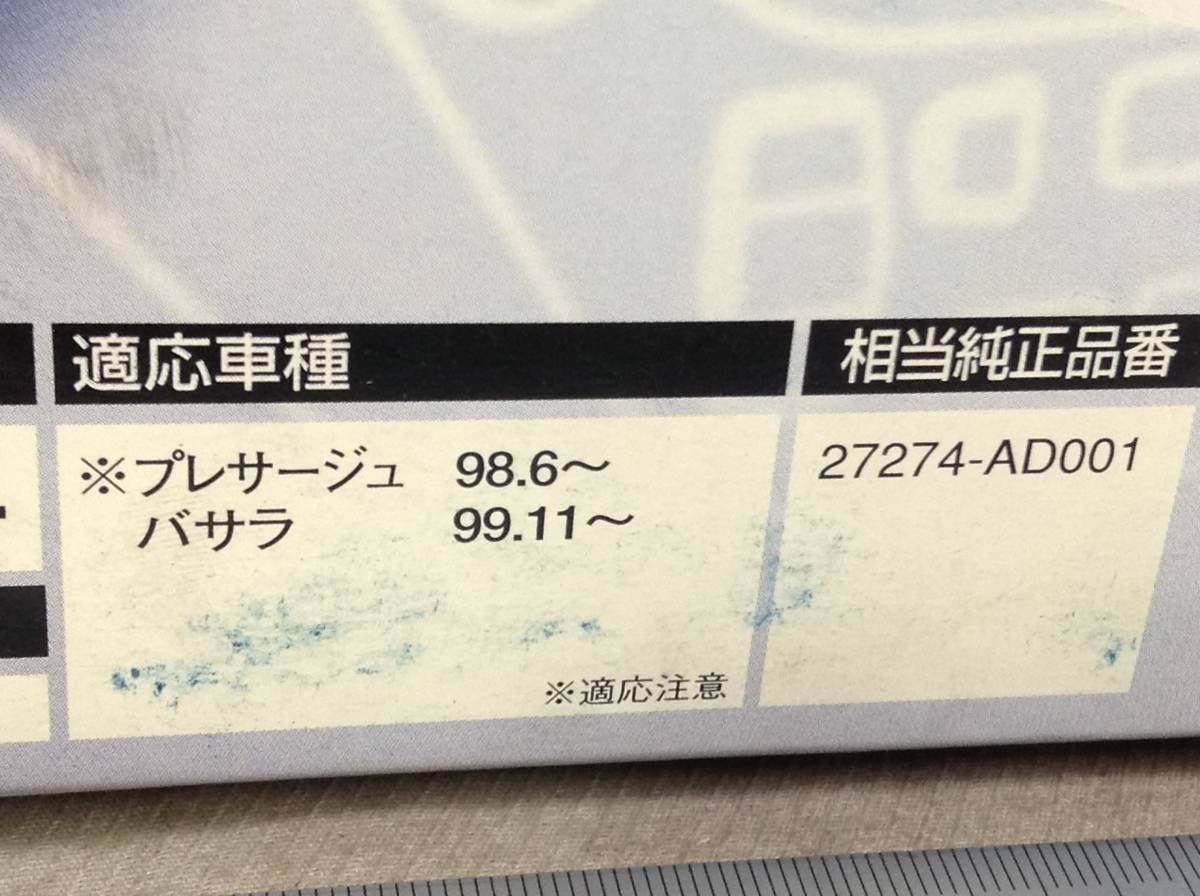 適応車種
相当純正品番
※プレサージュ 98.6〜
バサラ 99.11〜
27274-AD001
※適応注意